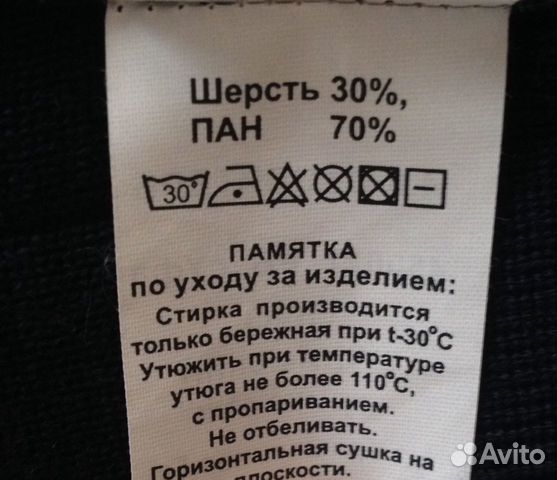 Шерсть 30%,
ПАН 70%
30°
ПАМЯТКА
по уходу за изделием:
Стирка производится
только бережная при t-30°C
Утюжить при температуре
утюга не более 110°C,
с пропариванием.
Не отбеливать.
Горизонтальная сушка на
плоскости.
Avito